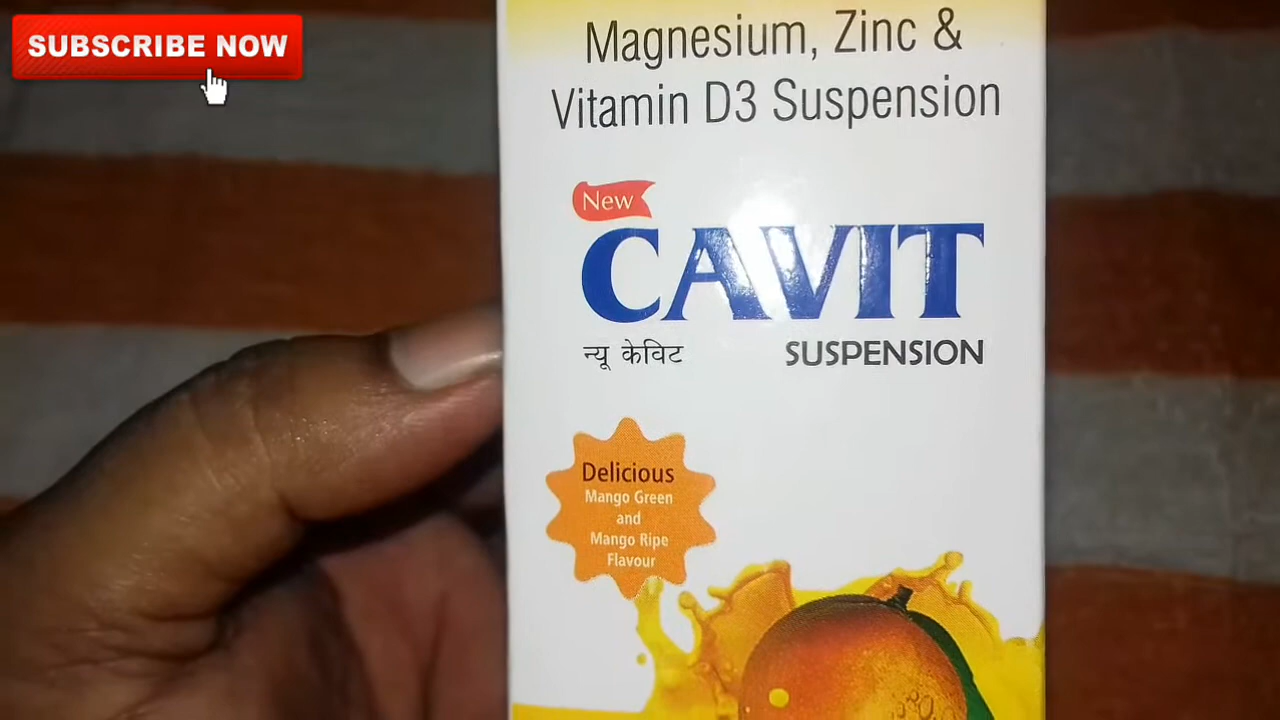 SUBSCRIBE NOW
Magnesium, Zinc &
Vitamin D3 Suspension
New
CAVIT
न्यू केविट
SUSPENSION
Delicious
Mango Green
and
Mango Ripe
Flavour